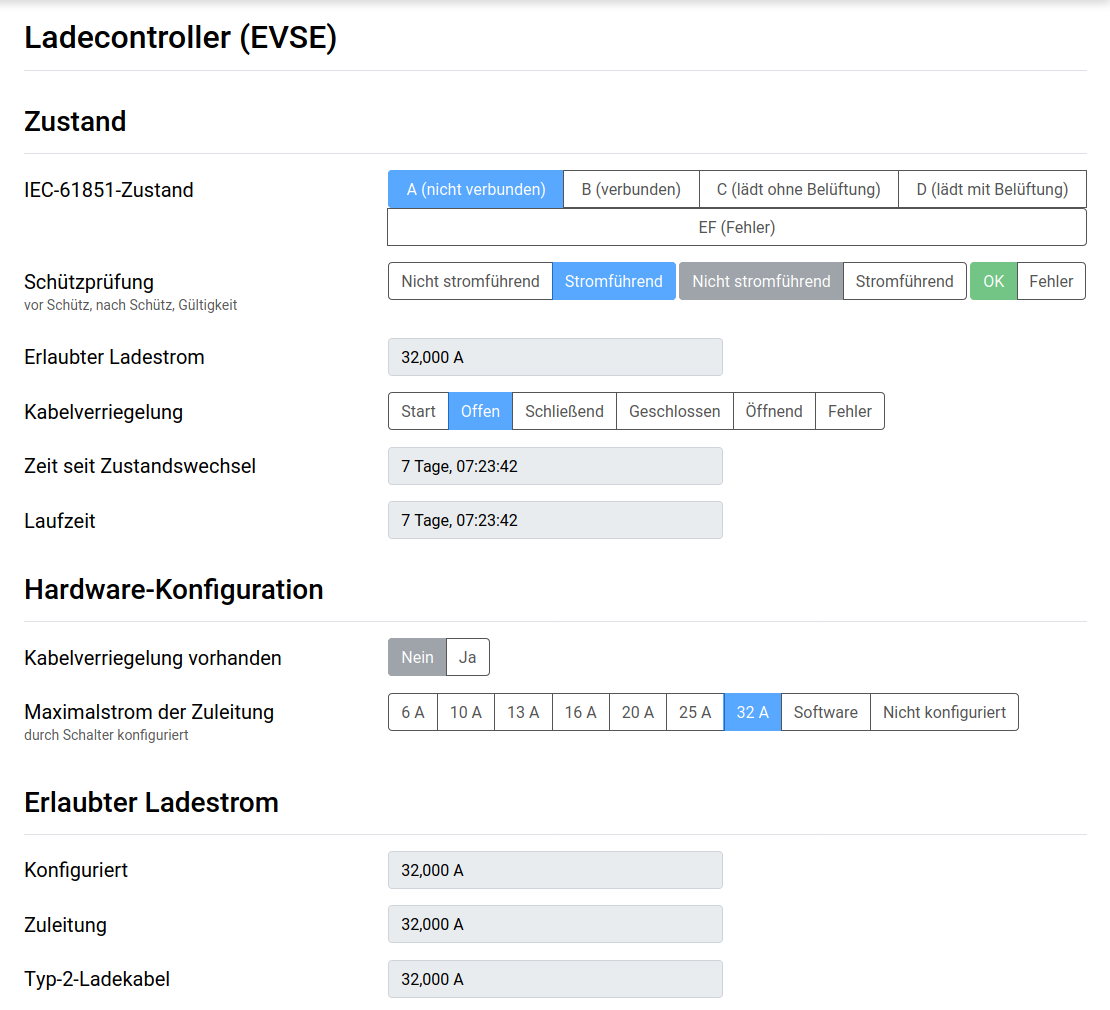 Ladecontroller (EVSE)
Zustand
IEC-61851-Zustand
A (nicht verbunden) B (verbunden) C (lädt ohne Belüftung) D (lädt mit Belüftung)
EF (Fehler)
Schützprüfung
vor Schütz, nach Schütz, Gültigkeit
Nicht stromführend Stromführend Nicht stromführend Stromführend OK Fehler
Erlaubter Ladestrom
32,000 A
Kabelverriegelung
Start Offen Schließend Geschlossen Öffnend Fehler
Zeit seit Zustandswechsel
7 Tage, 07:23:42
Laufzeit
7 Tage, 07:23:42
Hardware-Konfiguration
Kabelverriegelung vorhanden
Nein Ja
Maximalstrom der Zuleitung
durch Schalter konfiguriert
6 A 10 A 13 A 16 A 20 A 25 A 32 A Software Nicht konfiguriert
Erlaubter Ladestrom
Konfiguriert
32,000 A
Zuleitung
32,000 A
Typ-2-Ladekabel
32,000 A